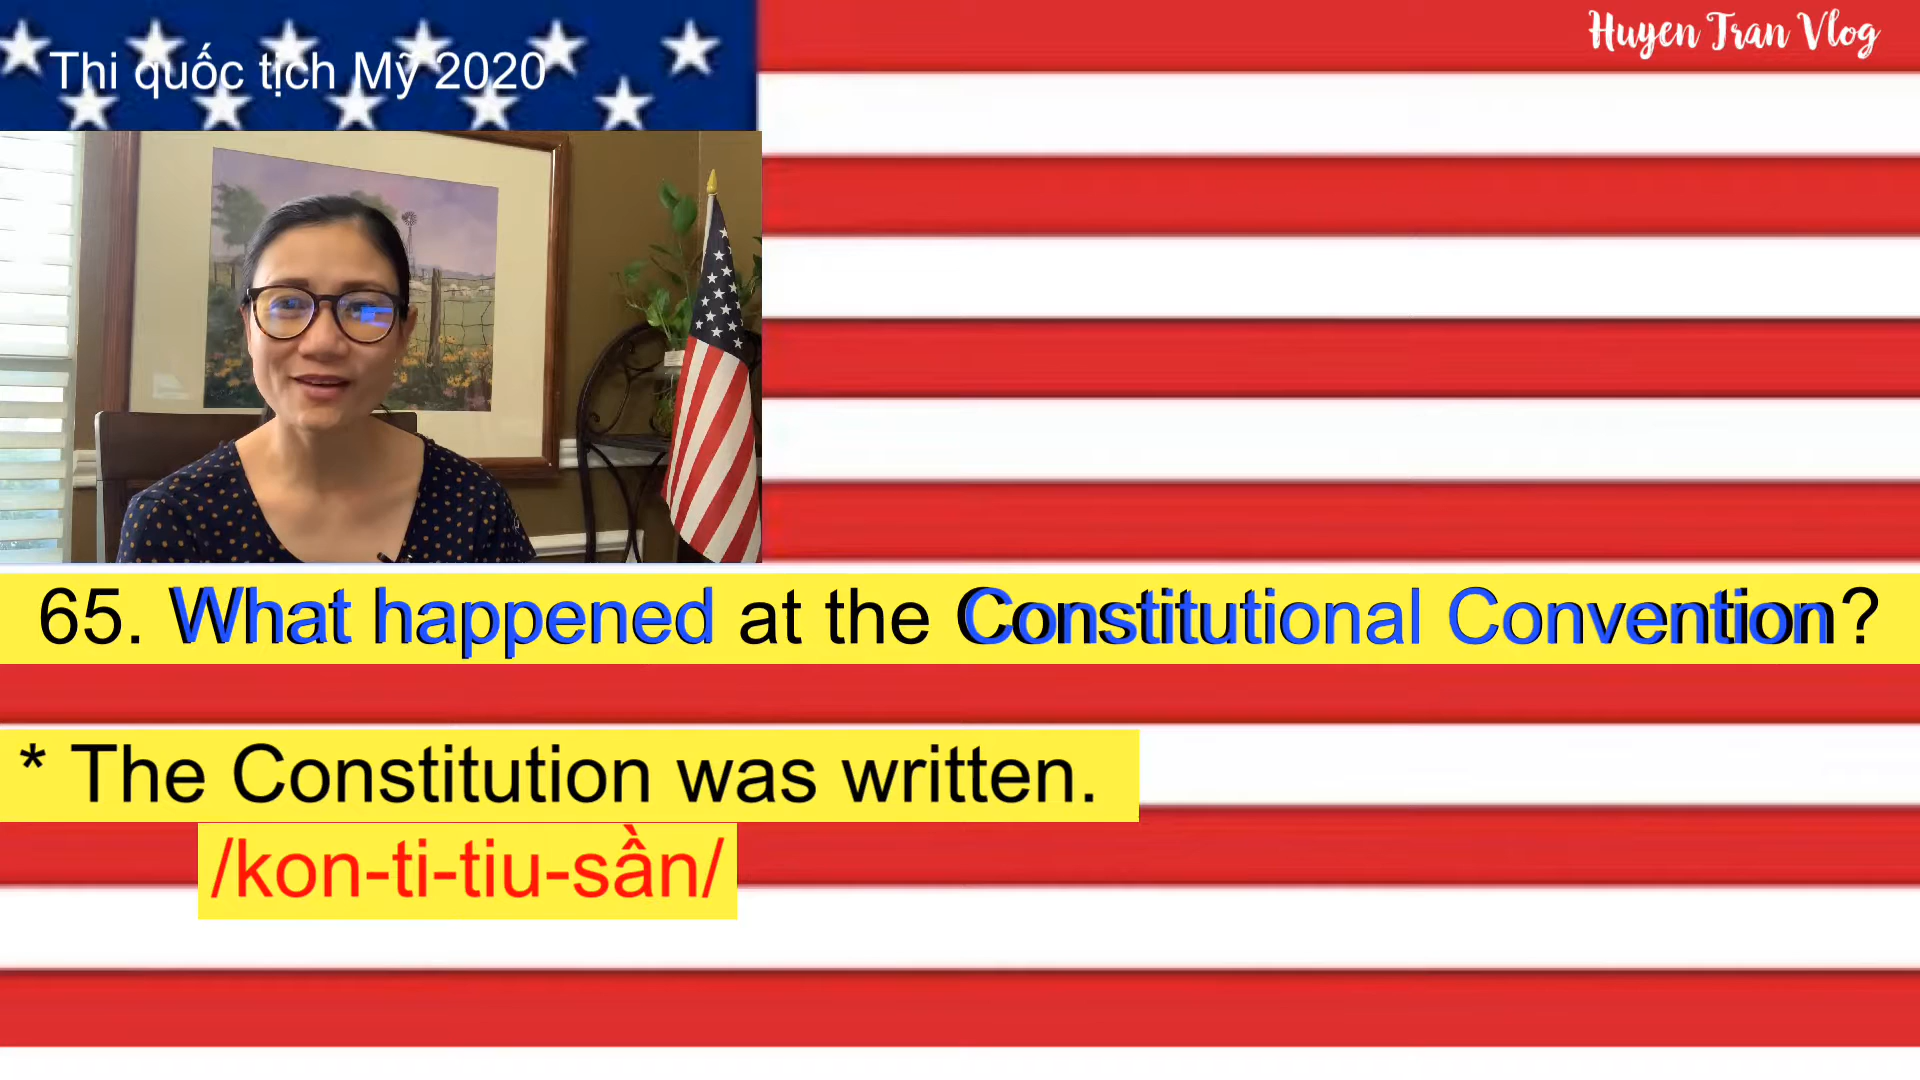 Huyen Tran Vlog
Thi quốc tịch Mỹ 2020
65. What happened at the Constitutional Convention?
* The Constitution was written.
/kon-ti-tiu-sần/